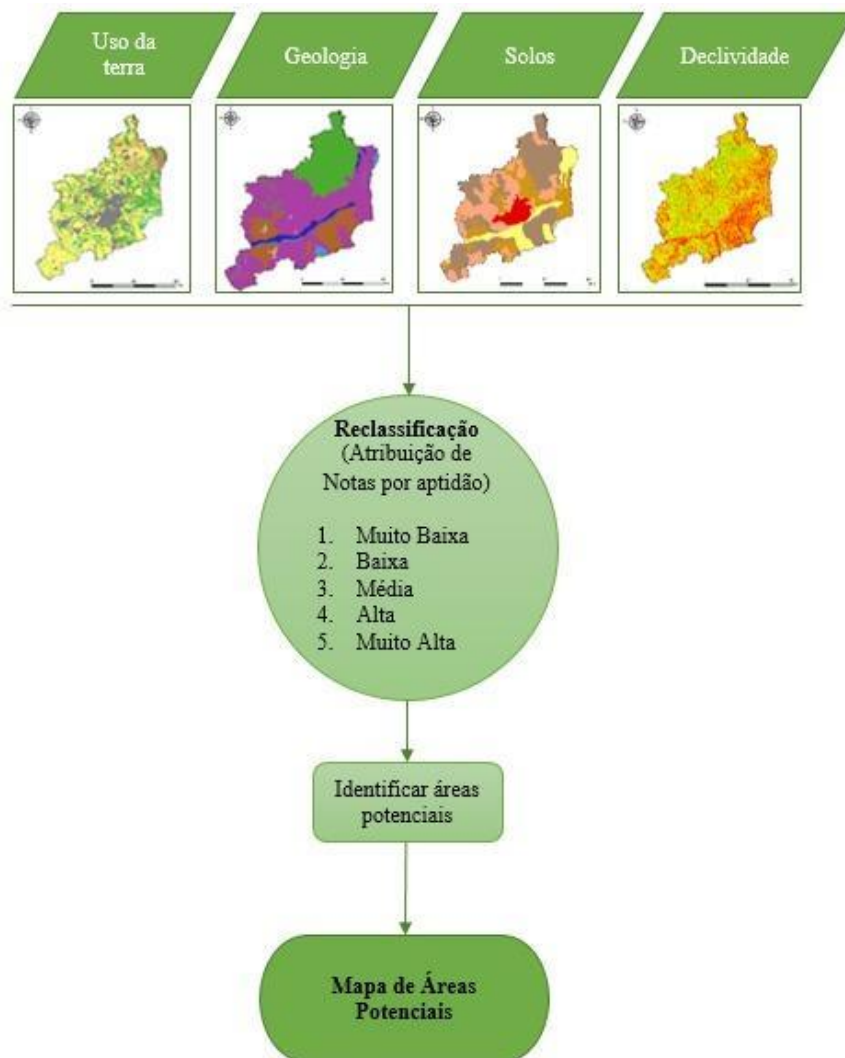 Uso da
terra
Geologia
Solos
Declividade
Reclassificação
(Atribuição de
Notas por aptidão)
1. Muito Baixa
2. Baixa
3. Média
4. Alta
5. Muito Alta
Identificar áreas
potenciais
Mapa de Áreas
Potenciais